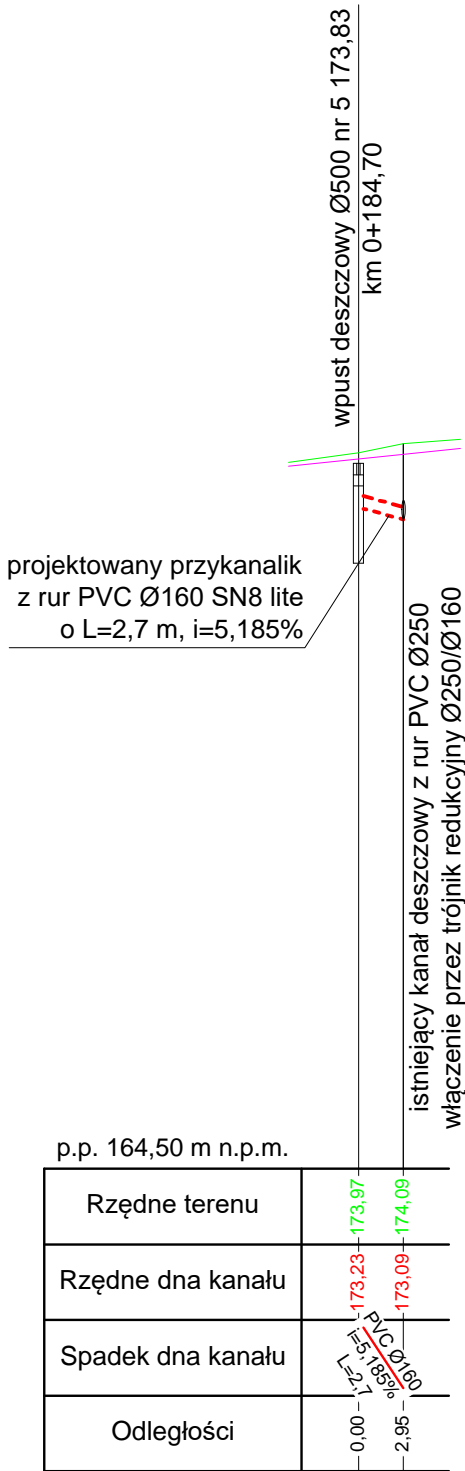 wpust deszczowy Ø500 nr 5 173,83
km 0+184,70
projektowany przykanalik
z rur PVC Ø160 SN8 lite
o L=2,7 m, i=5,185%
istniejący kanał deszczowy z rur PVC Ø250
włączenie przez trójnik redukcyjny Ø250/Ø160
p.p. 164,50 m n.p.m.
Rzędne terenu
173,97
174,09
Rzędne dna kanału
173,23
173,09
Spadek dna kanału
PVC Ø160
i=5,185%
L=2,7
Odległości
0,00
2,95